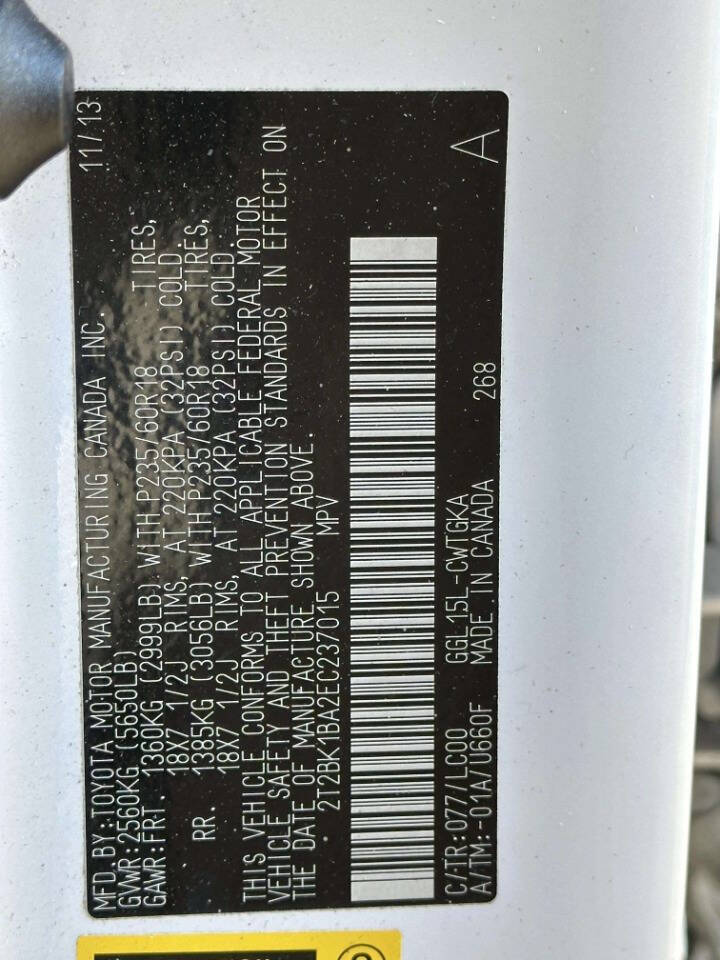 MFD.BY:TOYOTA MOTOR MANUFACTURING CANADA INC. 11/13
GVWR:2560KG (5650LB)
GAWR:FRT. 1360KG (2999LB) WITH P235/60R18 TIRES,
18X7 1/2J RIMS, AT 220KPA (32PSI) COLD.
RR. 1385KG (3056LB) WITH P235/60R18 TIRES,
18X7 1/2J RIMS, AT 220KPA (32PSI) COLD.
THIS VEHICLE CONFORMS TO ALL APPLICABLE FEDERAL MOTOR
VEHICLE SAFETY AND THEFT PREVENTION STANDARDS IN EFFECT ON
THE DATE OF MANUFACTURE SHOWN ABOVE.
2T2BK1BA2EC237015 MPV
C/TR:077/LC00 GGL15L-CWTGKA A
A/TM:-01A/U660F MADE IN CANADA 268